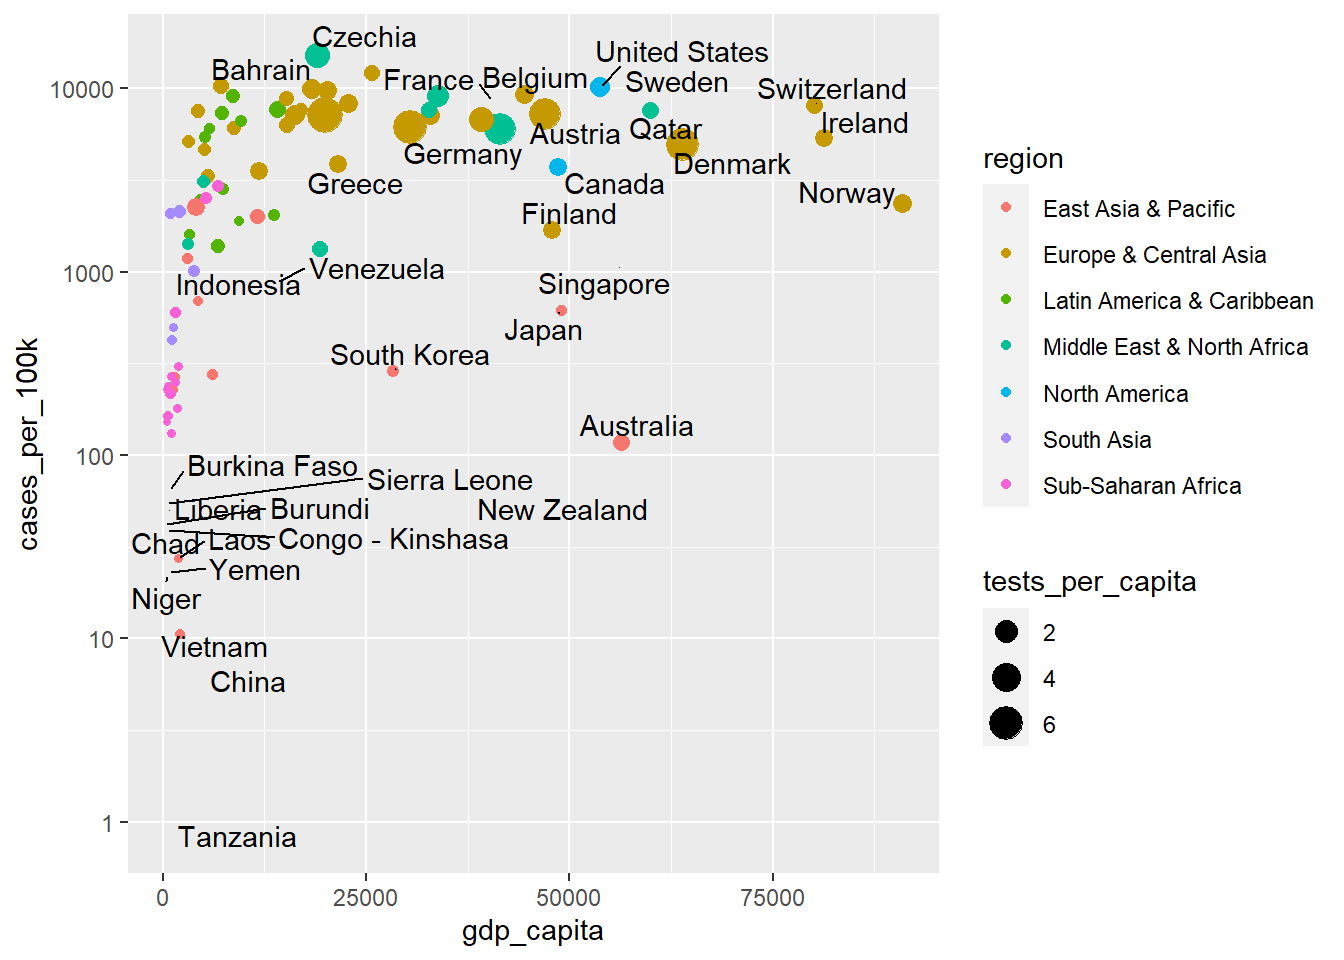 Czechia
United States
Bahrain
France
Belgium
Sweden
Switzerland
10000
Ireland
Qatar
Austria
Germany
Denmark
Greece
Canada
Norway
Finland
Venezuela
1000
Indonesia
Singapore
Japan
South Korea
Australia
100
Burkina Faso
Sierra Leone
Liberia
Burundi
New Zealand
Chad
Laos
Congo - Kinshasa
Yemen
Niger
10
Vietnam
China
1
Tanzania
0
25000
50000
75000
gdp_capita
cases_per_100k
region
East Asia & Pacific
Europe & Central Asia
Latin America & Caribbean
Middle East & North Africa
North America
South Asia
Sub-Saharan Africa
tests_per_capita
2
4
6